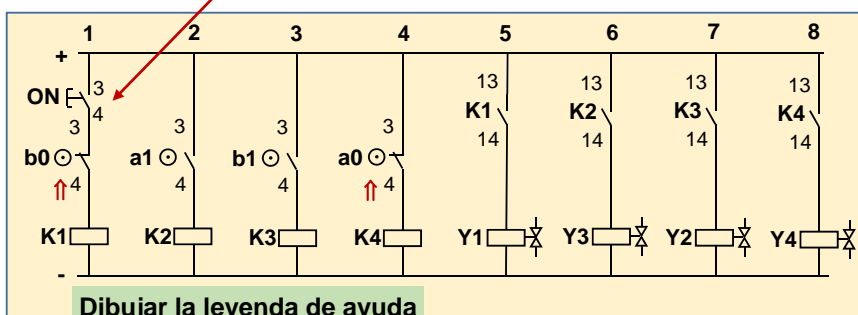 1 2 3 4 5 6 7 8
+
13 13 13 13
3
ON
K1 K2 K3 K4
4
3 3 3 3
14 14 14 14
b0 a1 b1 a0
4 4 4 4
K1 K2 K3 K4 Y1 Y3 Y2 Y4
-
Dibujar la leyenda de ayuda